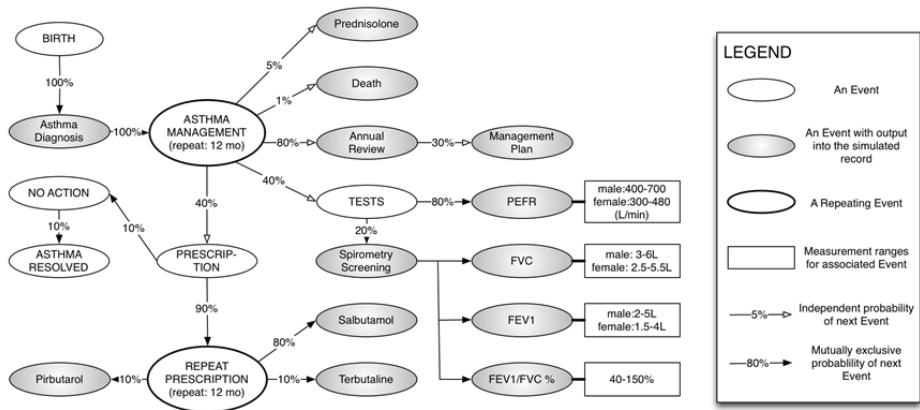 BIRTH
100%
Asthma
Diagnosis
100%
ASTHMA
MANAGEMENT
(repeat: 12 mo)
5%
Prednisolone
1%
Death
80%
Annual
Review
30%
Management
Plan
40%
TESTS
80%
PEFR
male:400-700
female:300-480
(L/min)
20%
Spirometry
Screening
FVC
male: 3-6L
female: 2.5-5.5L
FEV1
male:2-5L
female:1.5-4L
FEV1/FVC %
40-150%
40%
PRESCRIP-
TION
10%
NO ACTION
10%
ASTHMA
RESOLVED
90%
REPEAT
PRESCRIPTION
(repeat: 12 mo)
80%
Salbutamol
10%
Terbutaline
10%
Pirbutarol
LEGEND
An Event
An Event with output
into the simulated
record
A Repeating Event
Measurement ranges
for associated Event
5%
Independent probability
of next Event
80%
Mutually exclusive
probablility of next
Event